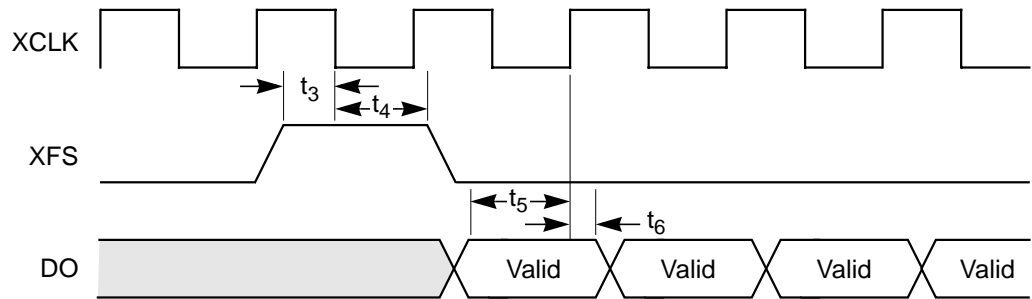 XCLK
t3
t4
XFS
t5
t6
DO
Valid
Valid
Valid
Valid